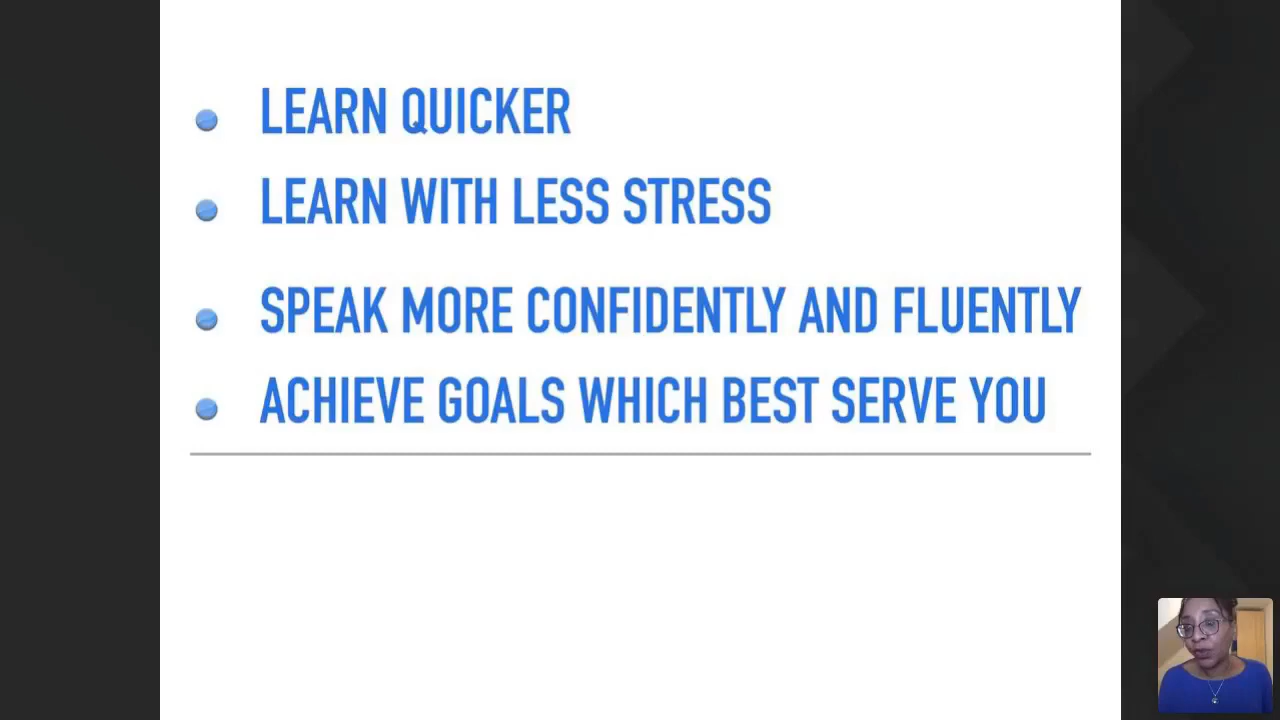 LEARN QUICKER
LEARN WITH LESS STRESS
SPEAK MORE CONFIDENTLY AND FLUENTLY
ACHIEVE GOALS WHICH BEST SERVE YOU